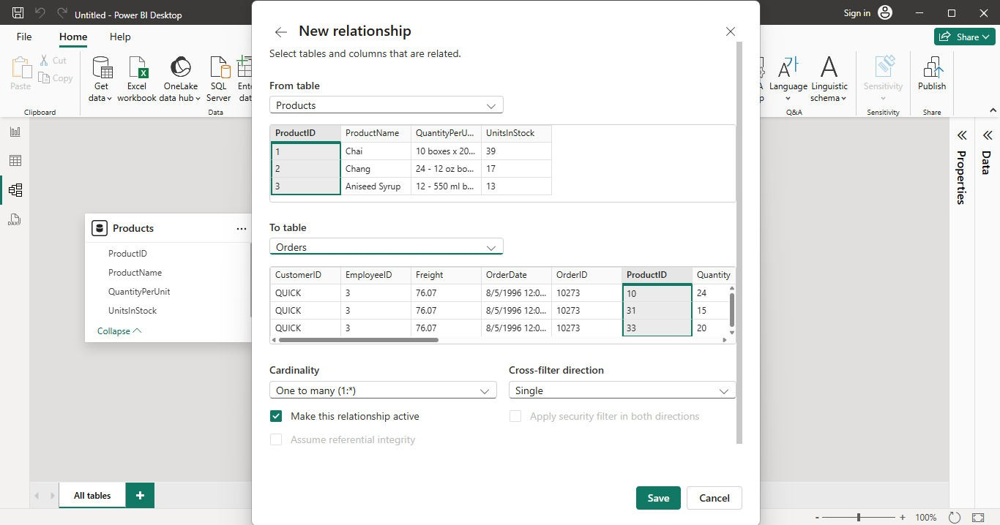 Untitled - Power BI Desktop
Sign in
File
Home
Help
Share
Paste
Cut
Copy
Clipboard
Get data
Excel workbook
OneLake data hub
SQL Server
Data
Language
Linguistic schema
Q&A
Sensitivity
Sensitivity
Publish
Share
DAX
Products
ProductID
ProductName
QuantityPerUnit
UnitsInStock
Collapse
New relationship
Select tables and columns that are related.
From table
Products
ProductID ProductName QuantityPerU... UnitsInStock
1 Chai 10 boxes x 20... 39
2 Chang 24 - 12 oz bo... 17
3 Aniseed Syrup 12 - 550 ml b... 13
To table
Orders
CustomerID EmployeeID Freight OrderDate OrderID ProductID Quantity
QUICK 3 76.07 8/5/1996 12:0... 10273 10 24
QUICK 3 76.07 8/5/1996 12:0... 10273 31 15
QUICK 3 76.07 8/5/1996 12:0... 10273 33 20
Cardinality
One to many (1:*)
Cross-filter direction
Single
Make this relationship active
Apply security filter in both directions
Assume referential integrity
Save
Cancel
Properties
Data
All tables
+
- + 100%